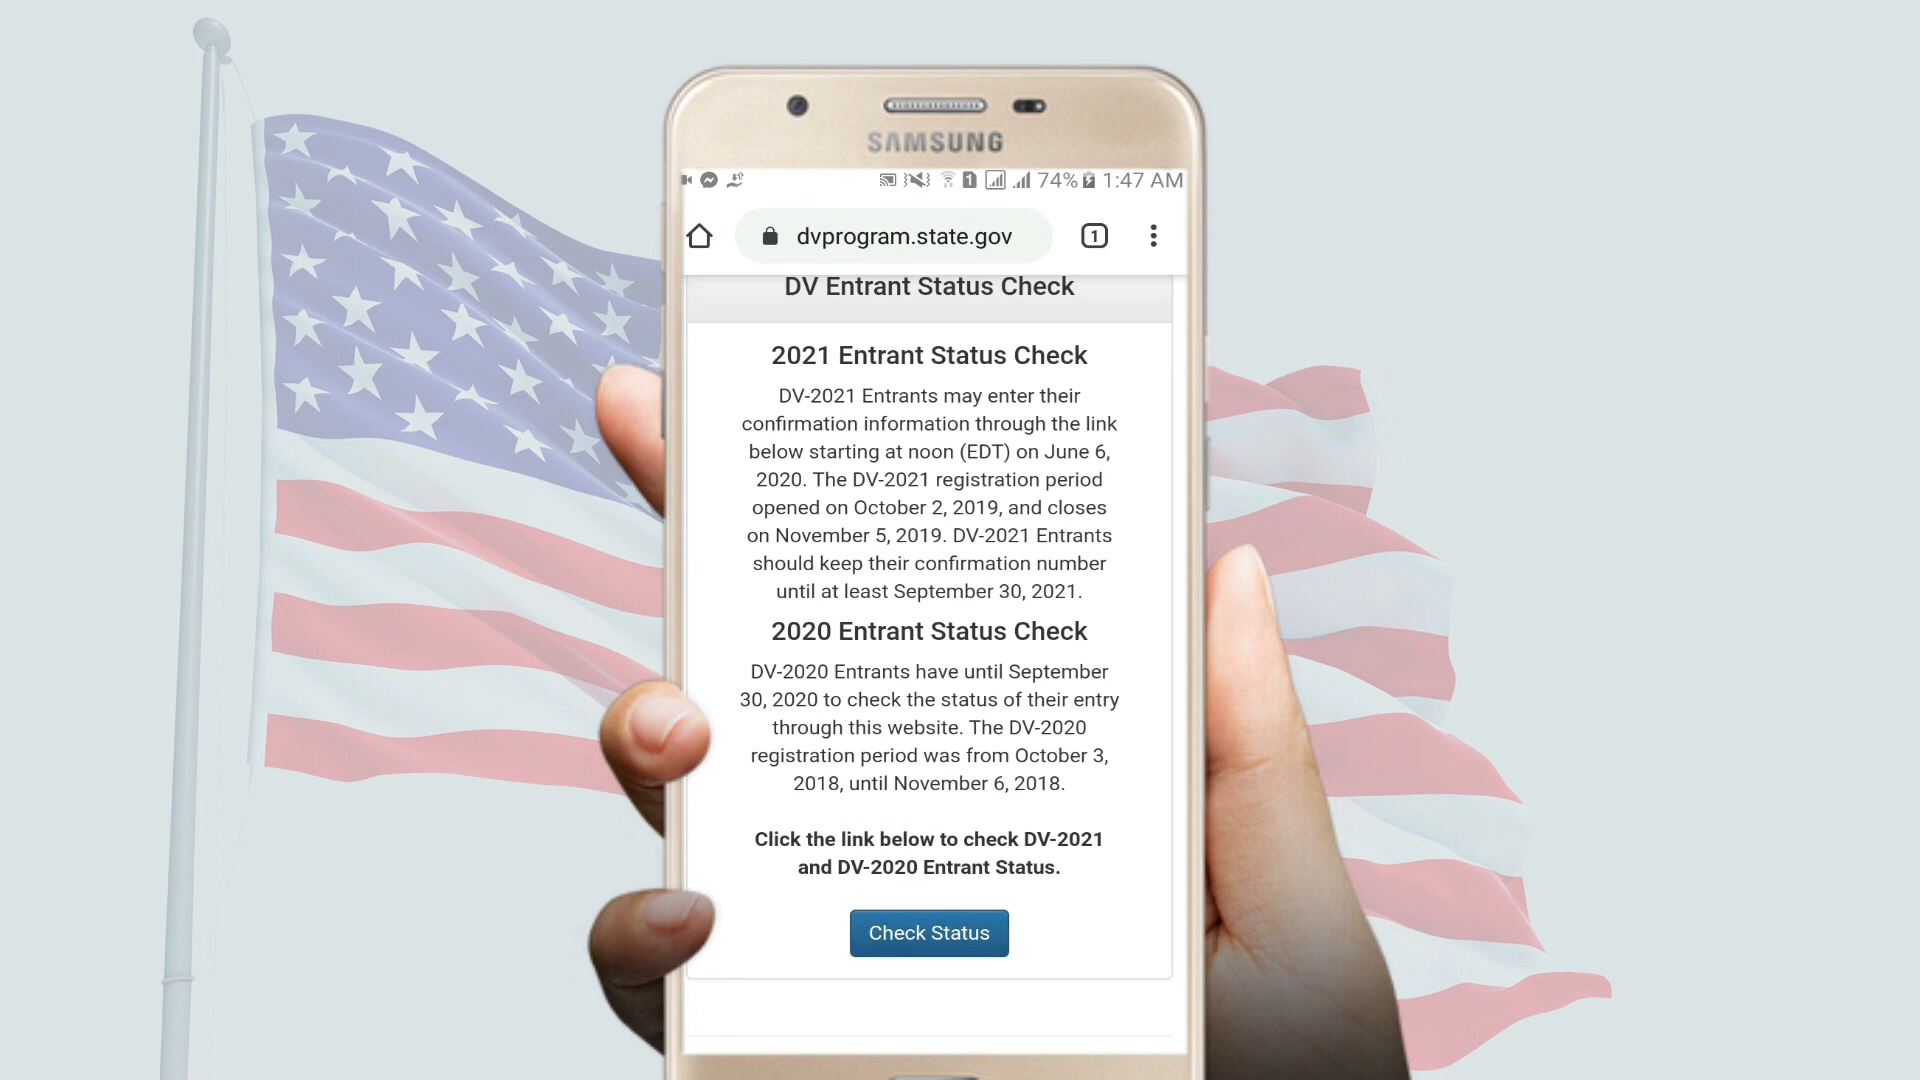 SAMSUNG
1 74% 1:47 AM
dvprogram.state.gov 1
DV Entrant Status Check
2021 Entrant Status Check
DV-2021 Entrants may enter their
confirmation information through the link
below starting at noon (EDT) on June 6,
2020. The DV-2021 registration period
opened on October 2, 2019, and closes
on November 5, 2019. DV-2021 Entrants
should keep their confirmation number
until at least September 30, 2021.
2020 Entrant Status Check
DV-2020 Entrants have until September
30, 2020 to check the status of their entry
through this website. The DV-2020
registration period was from October 3,
2018, until November 6, 2018.
Click the link below to check DV-2021
and DV-2020 Entrant Status.
Check Status